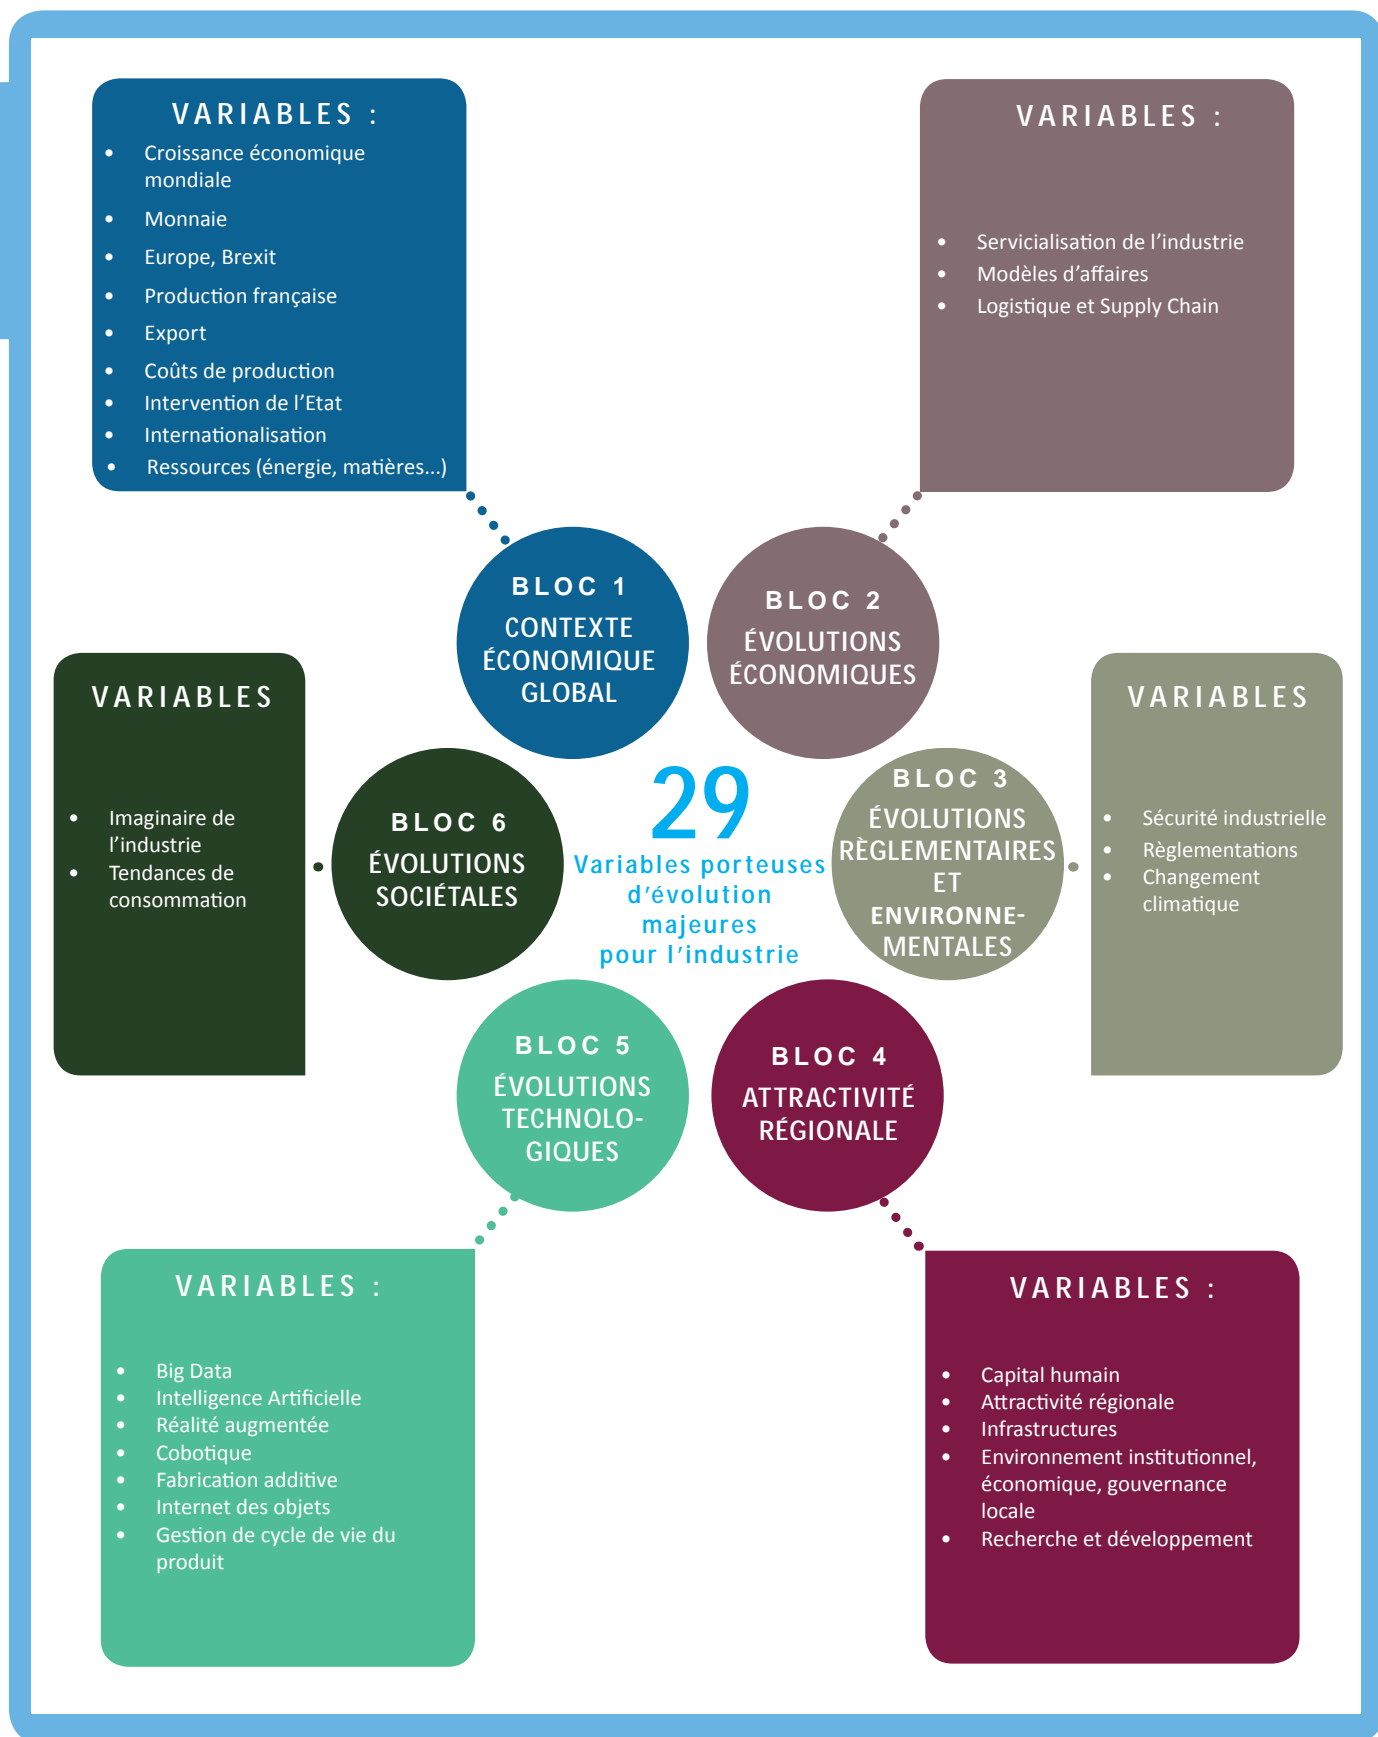 VARIABLES :
• Croissance économique
mondiale
• Monnaie
• Europe, Brexit
• Production française
• Export
• Coûts de production
• Intervention de l'Etat
• Internationalisation
• Ressources (énergie, matières...)
VARIABLES :
• Servicialisation de l'industrie
• Modèles d'affaires
• Logistique et Supply Chain
BLOC 1
CONTEXTE
ÉCONOMIQUE
GLOBAL
BLOC 2
ÉVOLUTIONS
ÉCONOMIQUES
VARIABLES
• Imaginaire de
l'industrie
• Tendances de
consommation
BLOC 6
ÉVOLUTIONS
SOCIÉTALES
29
Variables porteuses
d'évolution
majeures
pour l'industrie
BLOC 3
ÉVOLUTIONS
RÈGLEMENTAIRES
ET
ENVIRONNE-
MENTALES
VARIABLES
• Sécurité industrielle
• Règlementations
• Changement
climatique
BLOC 5
ÉVOLUTIONS
TECHNOLO-
GIQUES
BLOC 4
ATTRACTIVITÉ
RÉGIONALE
VARIABLES :
• Big Data
• Intelligence Artificielle
• Réalité augmentée
• Cobotique
• Fabrication additive
• Internet des objets
• Gestion de cycle de vie du
produit
VARIABLES :
• Capital humain
• Attractivité régionale
• Infrastructures
• Environnement institutionnel,
économique, gouvernance
locale
• Recherche et développement